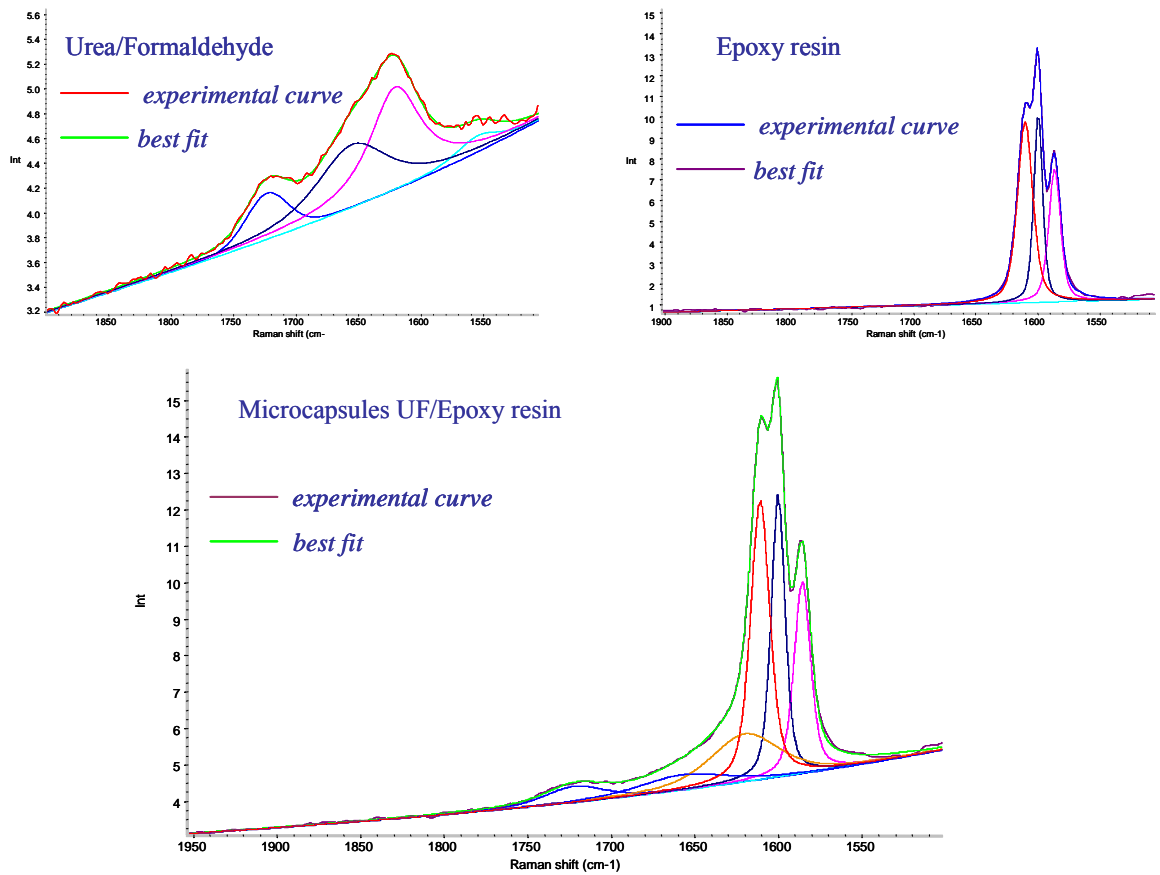 Urea/Formaldehyde
experimental curve
best fit
5.6
5.4
5.2
5.0
4.8
4.6
4.4
4.2
4.0
3.8
3.6
3.4
3.2
Int
1850 1800 1750 1700 1650 1600 1550
Raman shift (cm-
Epoxy resin
experimental curve
best fit
15
14
13
12
11
10
9
8
7
6
5
4
3
2
1
Int
1900 1850 1800 1750 1700 1650 1600 1550
Raman shift (cm-1)
Microcapsules UF/Epoxy resin
experimental curve
best fit
15
14
13
12
11
10
9
8
7
6
5
4
Int
1950 1900 1850 1800 1750 1700 1650 1600 1550
Raman shift (cm-1)